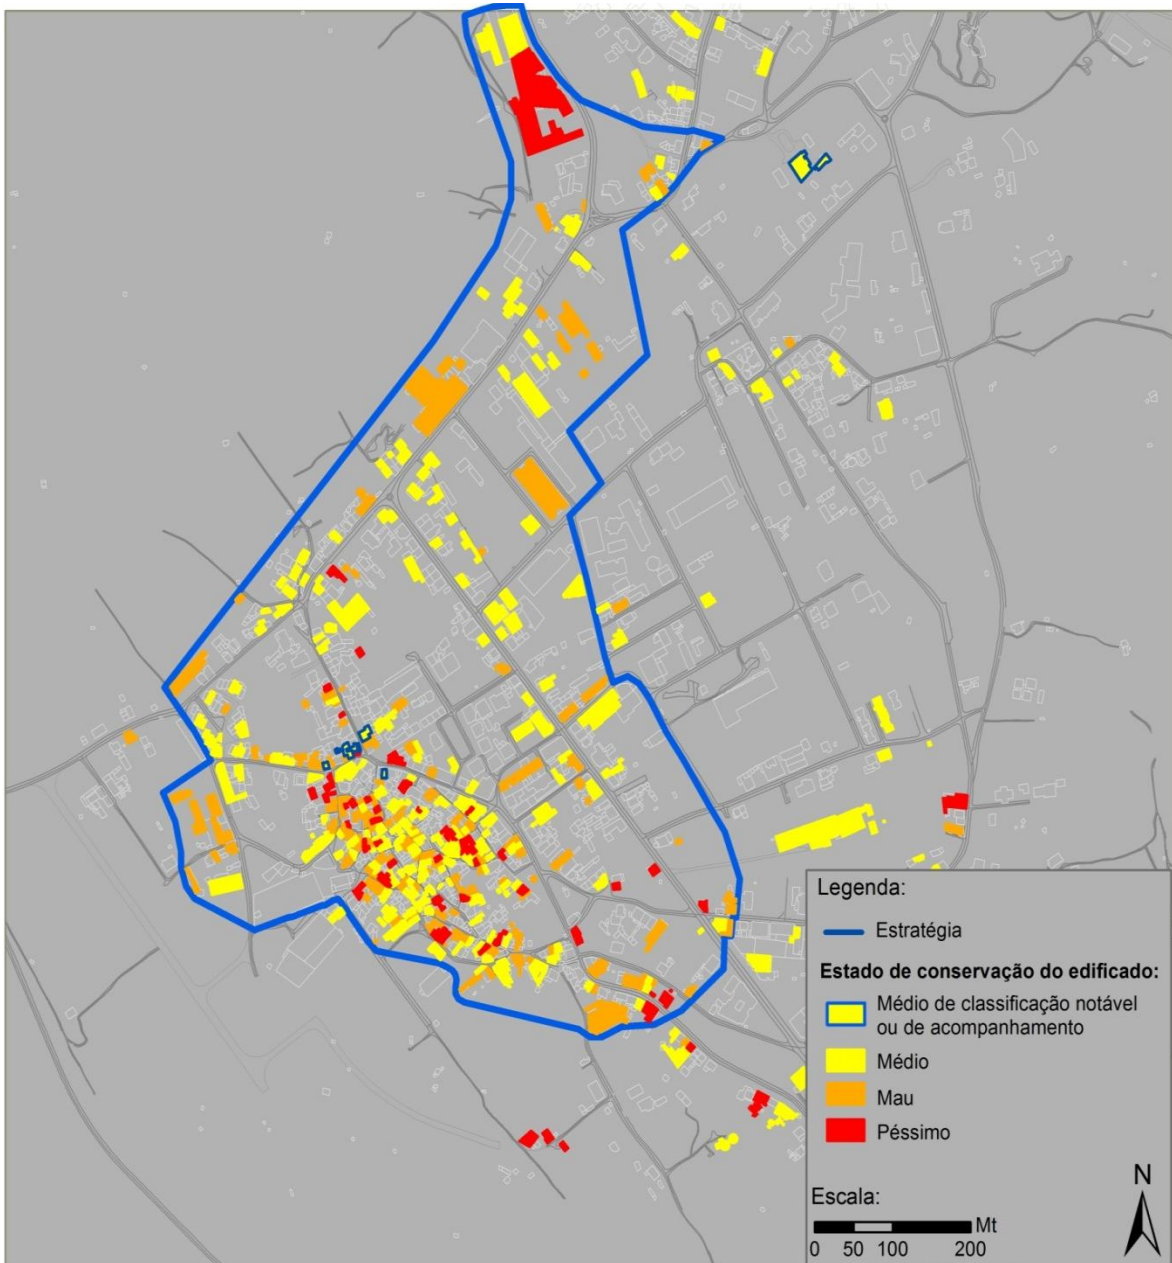 Legenda:
Estratégia
Estado de conservação do edificado:
Médio de classificação notável
ou de acompanhamento
Médio
Mau
Péssimo
N
Escala:
Mt
0 50 100 200